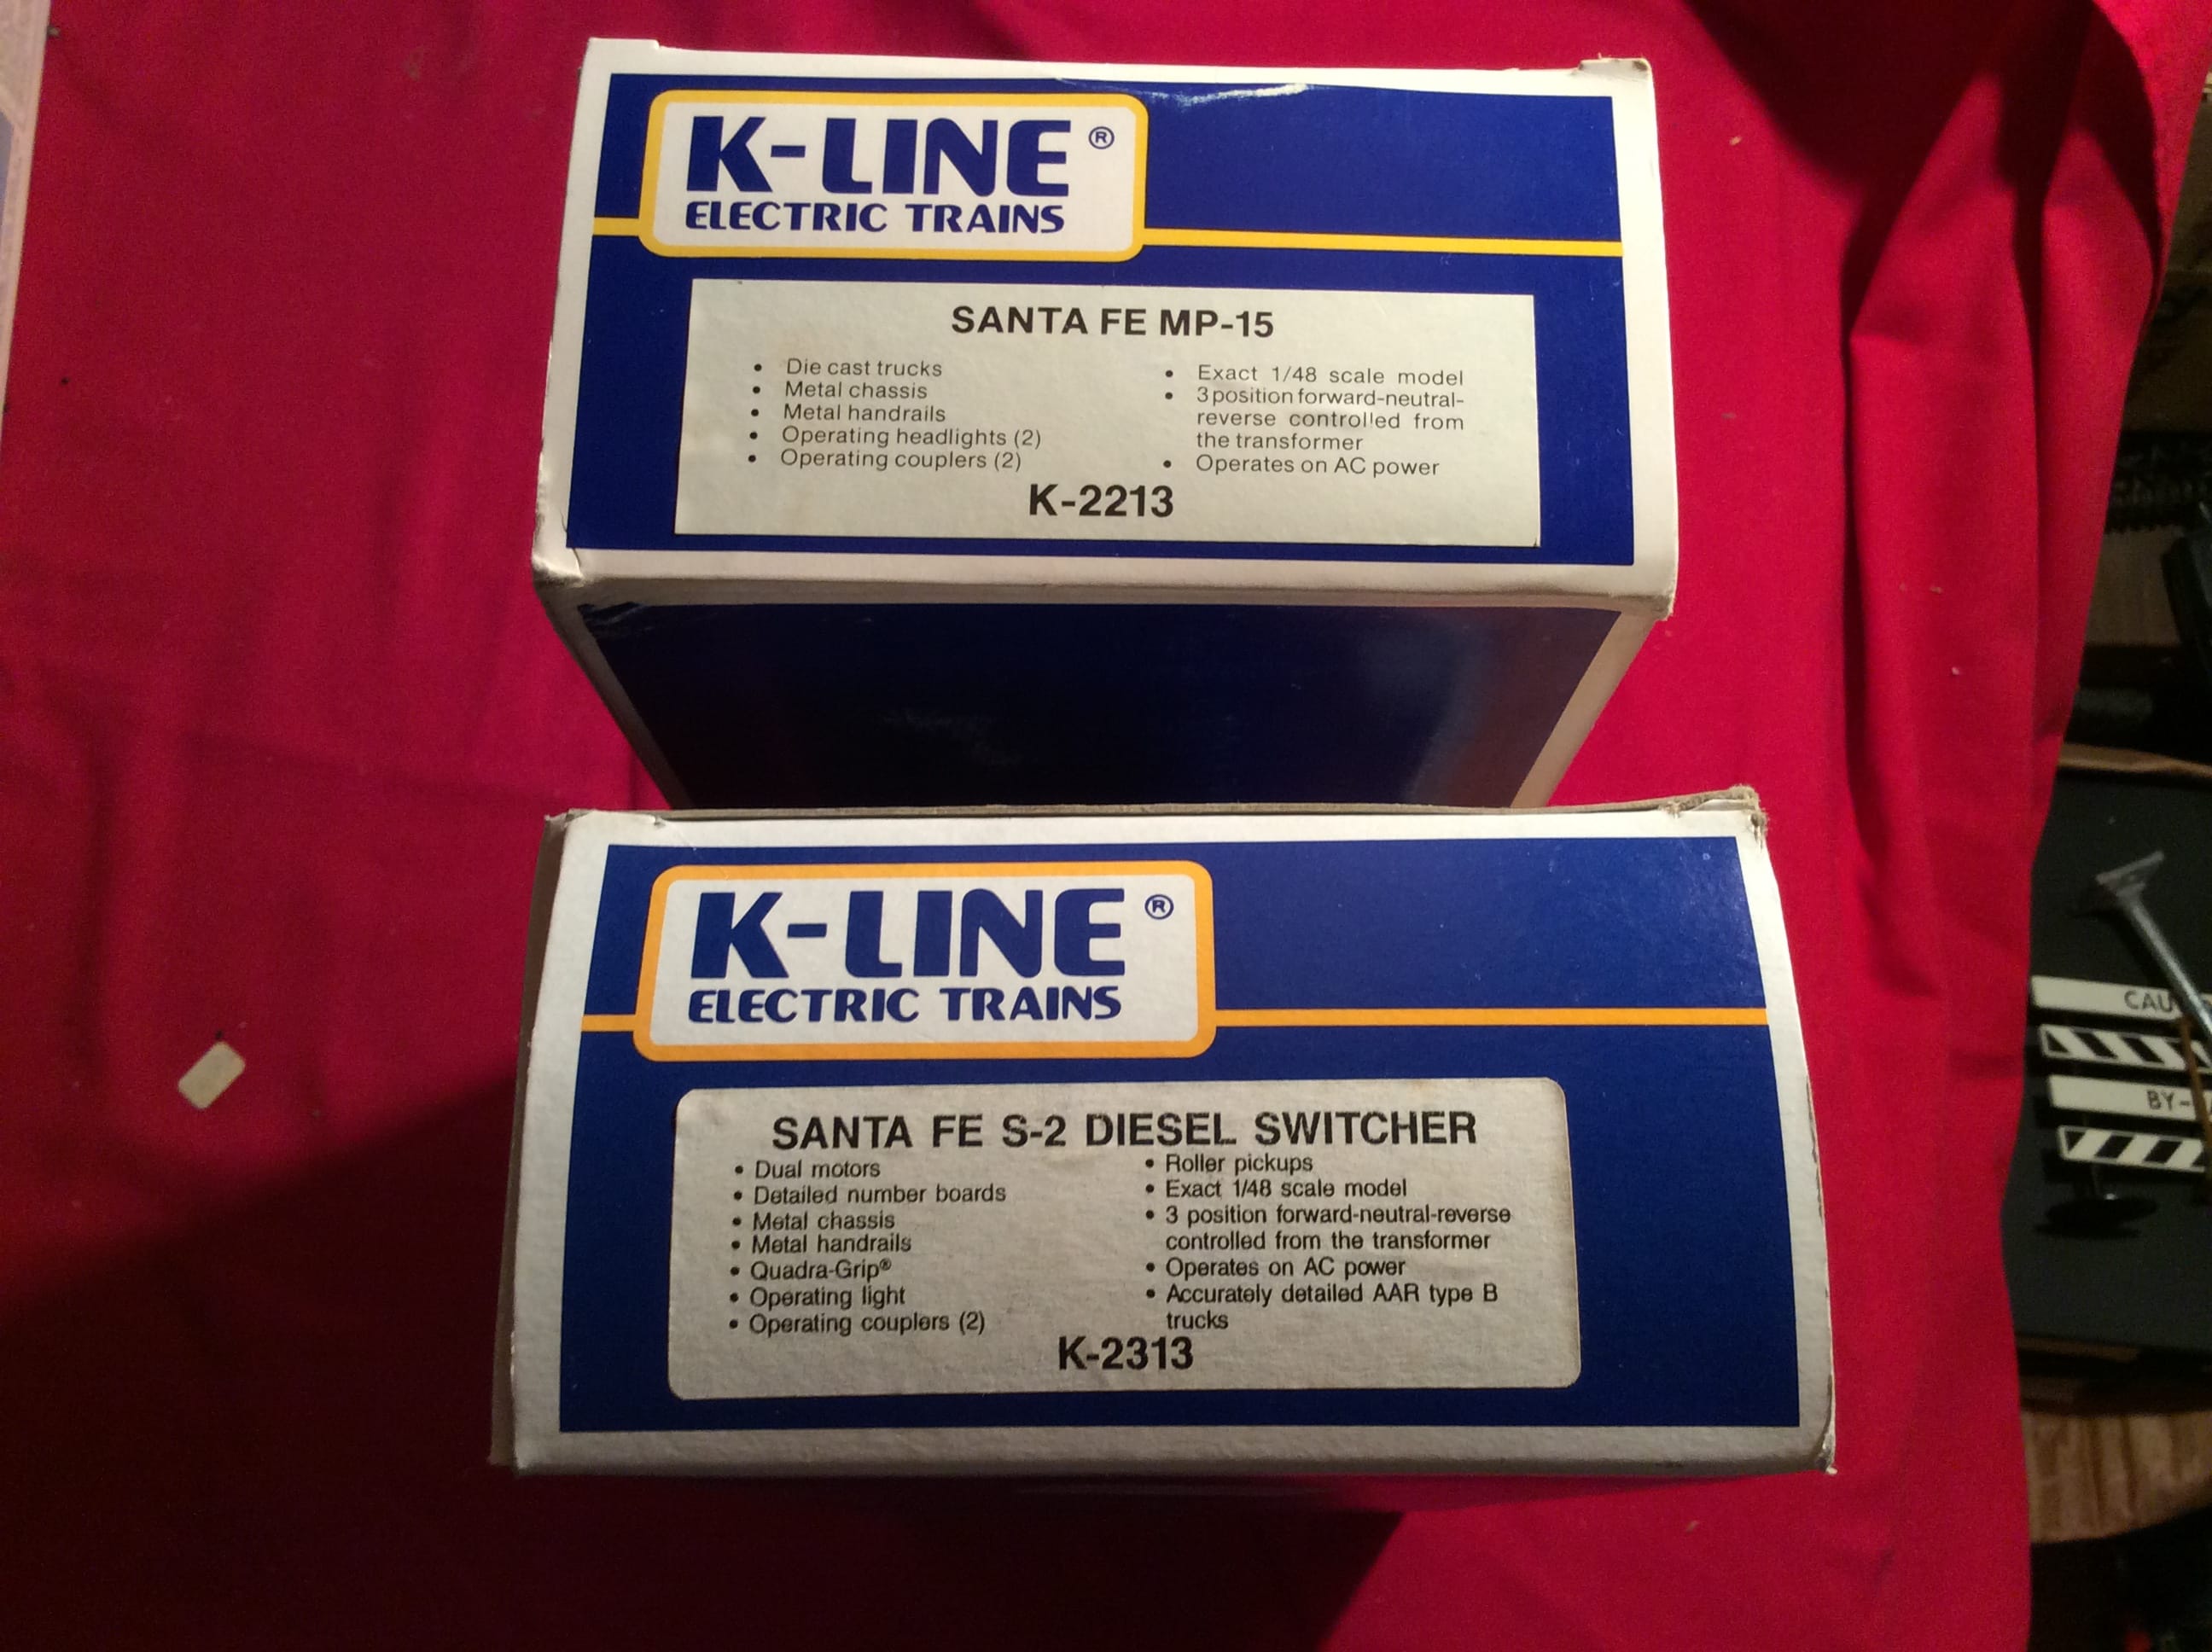 K-LINE ®
ELECTRIC TRAINS
SANTA FE MP-15
• Die cast trucks
• Metal chassis
• Metal handrails
• Operating headlights (2)
• Operating couplers (2)
• Exact 1/48 scale model
• 3 position forward-neutral-
reverse controlled from
the transformer
• Operates on AC power
K-2213
K-LINE ®
ELECTRIC TRAINS
SANTA FE S-2 DIESEL SWITCHER
• Dual motors
• Detailed number boards
• Metal chassis
• Metal handrails
• Quadra-Grip®
• Operating light
• Operating couplers (2)
• Roller pickups
• Exact 1/48 scale model
• 3 position forward-neutral-reverse
controlled from the transformer
• Operates on AC power
• Accurately detailed AAR type B
trucks
K-2313
CAU
BY-